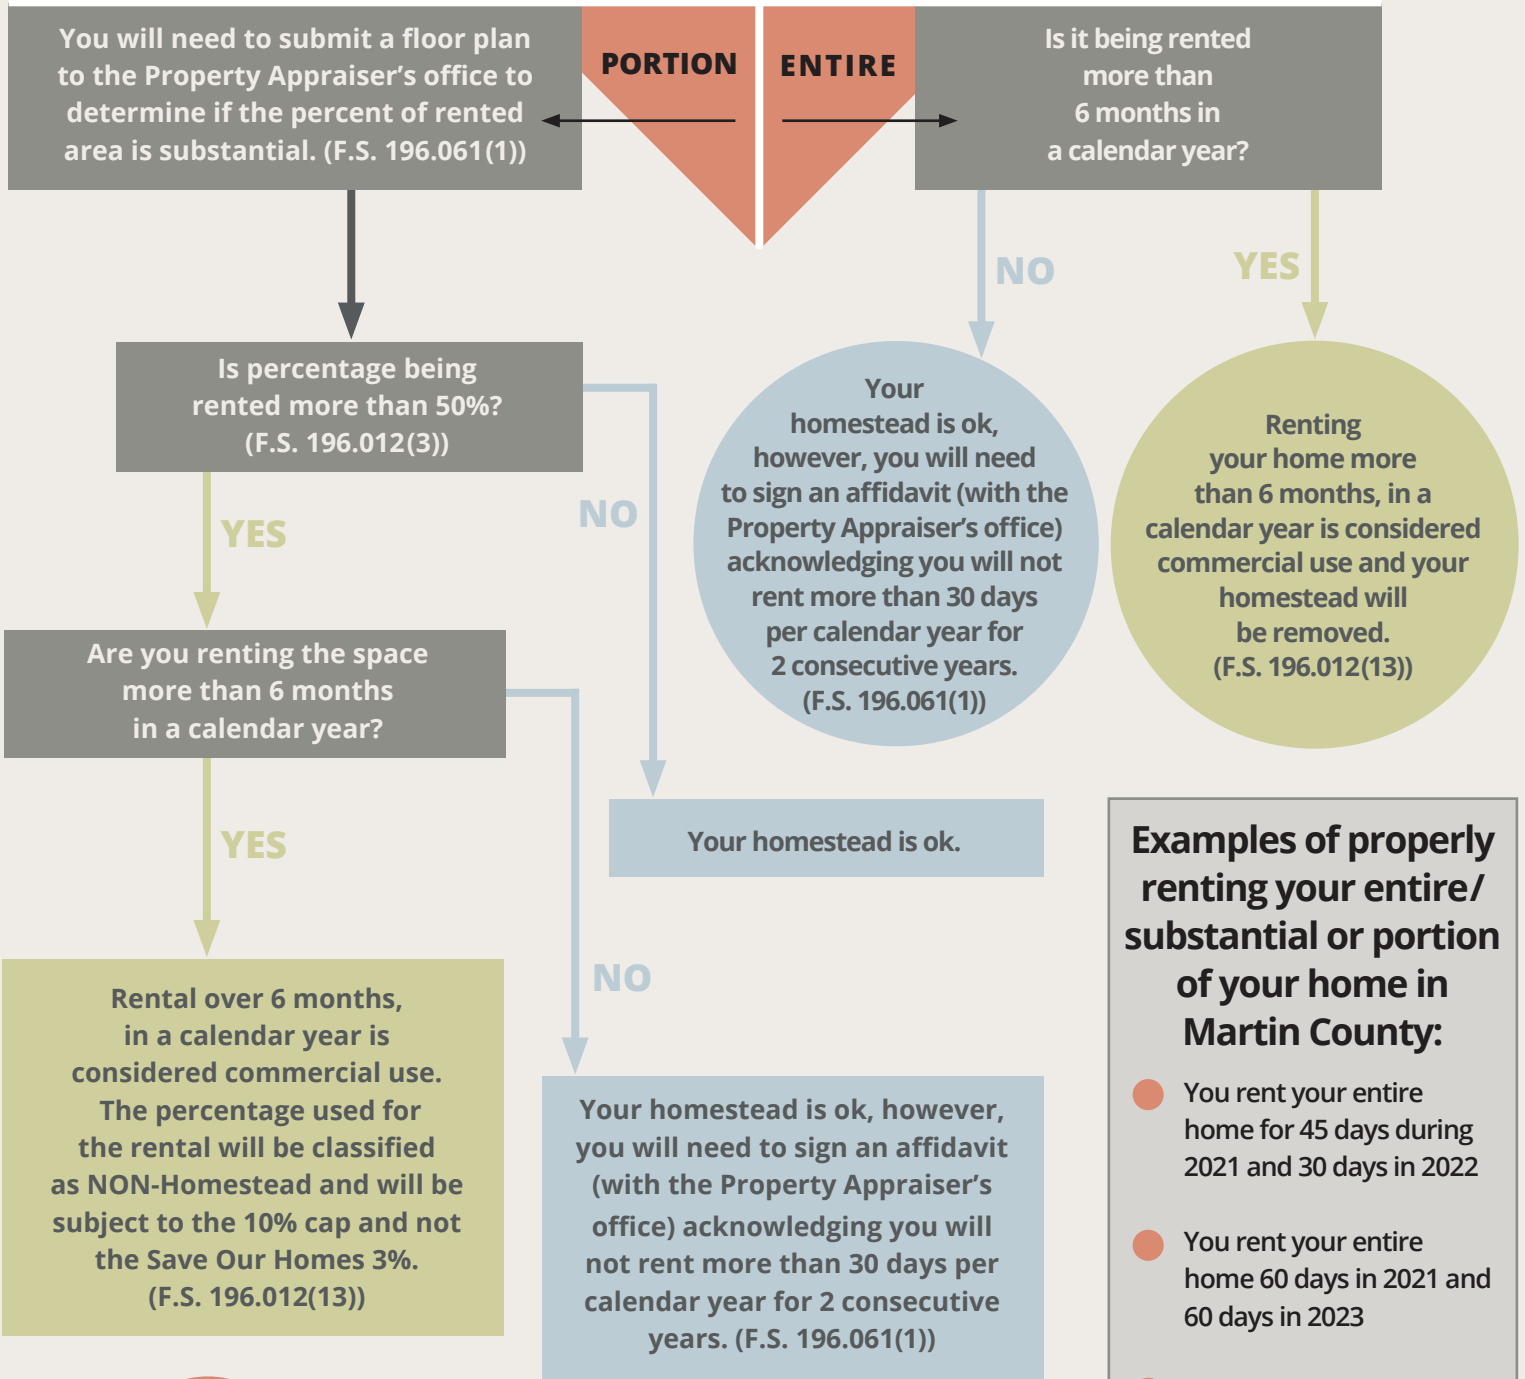 You will need to submit a floor plan
to the Property Appraiser's office to
determine if the percent of rented
area is substantial. (F.S. 196.061(1))
PORTION
ENTIRE
Is it being rented
more than
6 months in
a calendar year?
NO
YES
Is percentage being
rented more than 50%?
(F.S. 196.012(3))
YES
NO
Your
homestead is ok,
however, you will need
to sign an affidavit (with the
Property Appraiser's office)
acknowledging you will not
rent more than 30 days
per calendar year for
2 consecutive years.
(F.S. 196.061(1))
Renting
your home more
than 6 months, in a
calendar year is considered
commercial use and your
homestead will
be removed.
(F.S. 196.012(13))
Are you renting the space
more than 6 months
in a calendar year?
YES
NO
Your homestead is ok.
Rental over 6 months,
in a calendar year is
considered commercial use.
The percentage used for
the rental will be classified
as NON-Homestead and will be
subject to the 10% cap and not
the Save Our Homes 3%.
(F.S. 196.012(13))
Your homestead is ok, however,
you will need to sign an affidavit
(with the Property Appraiser's
office) acknowledging you will
not rent more than 30 days per
calendar year for 2 consecutive
years. (F.S. 196.061(1))
Examples of properly
renting your entire/
substantial or portion
of your home in
Martin County:
You rent your entire
home for 45 days during
2021 and 30 days in 2022
You rent your entire
home 60 days in 2021 and
60 days in 2023